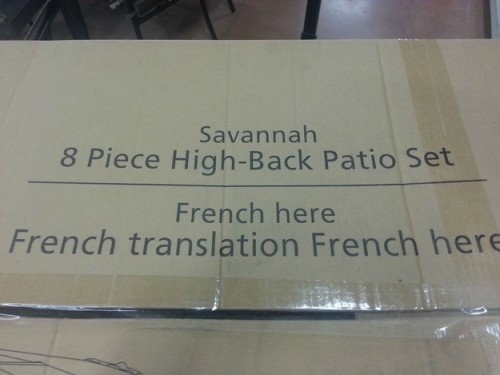 Savannah
8 Piece High-Back Patio Set
French here
French translation French here